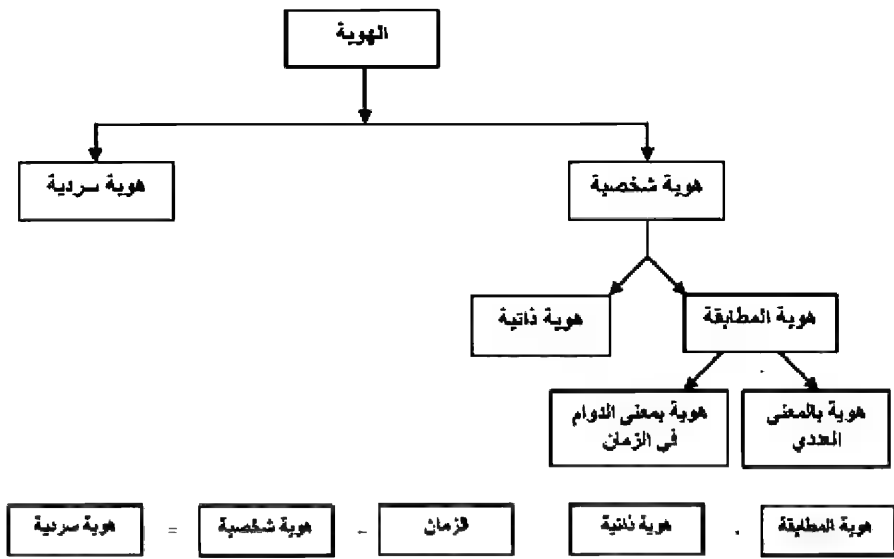 الهوية
هوية شخصية
هوية سردية
هوية المطابقة
هوية ذاتية
هوية بالمعنى
العددي
هوية بمعنى الدوام
في الزمان
هوية المطابقة . هوية ذاتية الزمان - هوية شخصية = هوية سردية